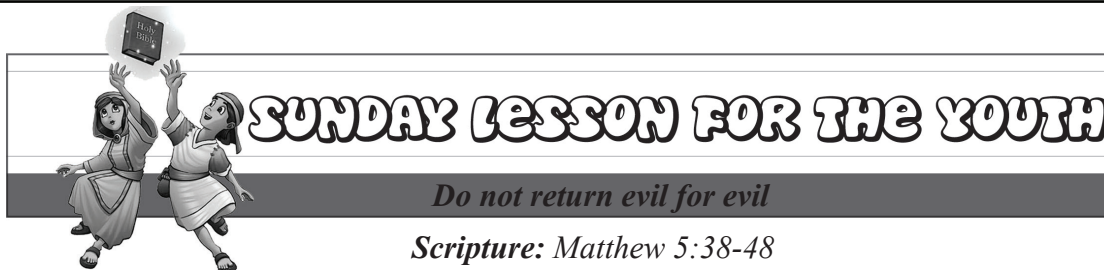 Holy
Bible
SUNDAY LESSON FOR THE YOUTH
Do not return evil for evil
Scripture: Matthew 5:38-48